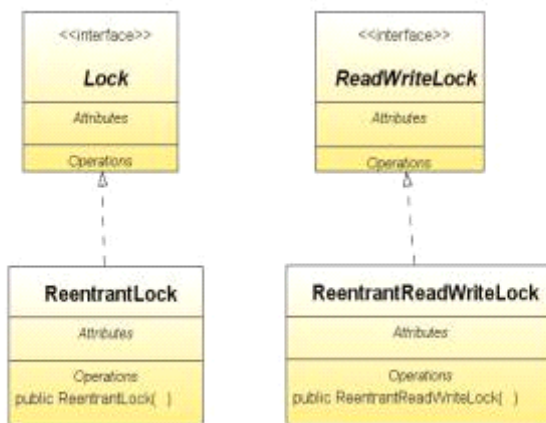 <<interface>>
Lock
Attributes
Operations
<<interface>>
ReadWriteLock
Attributes
Operations
ReentrantLock
Attributes
Operations
public ReentrantLock( )
ReentrantReadWriteLock
Attributes
Operations
public ReentrantReadWriteLock( )